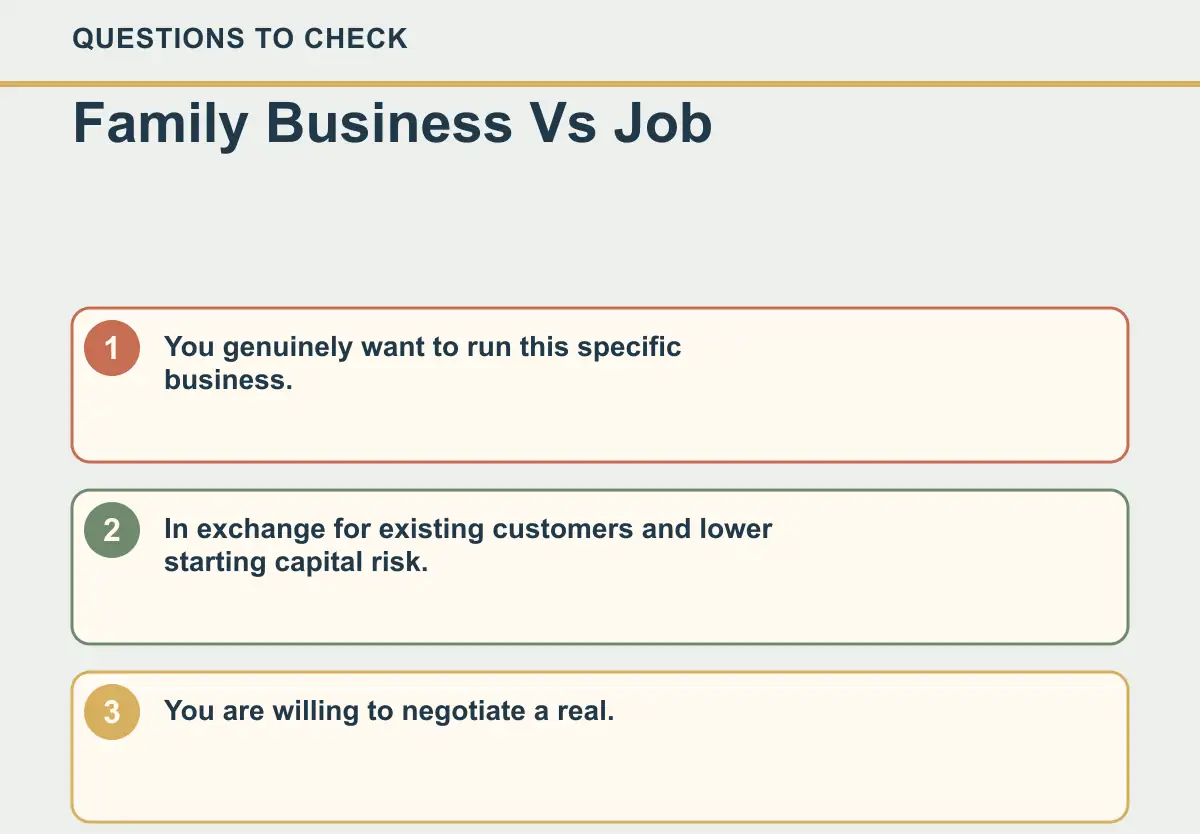 QUESTIONS TO CHECK
Family Business Vs Job
1
You genuinely want to run this specific
business.
2
In exchange for existing customers and lower
starting capital risk.
3
You are willing to negotiate a real.